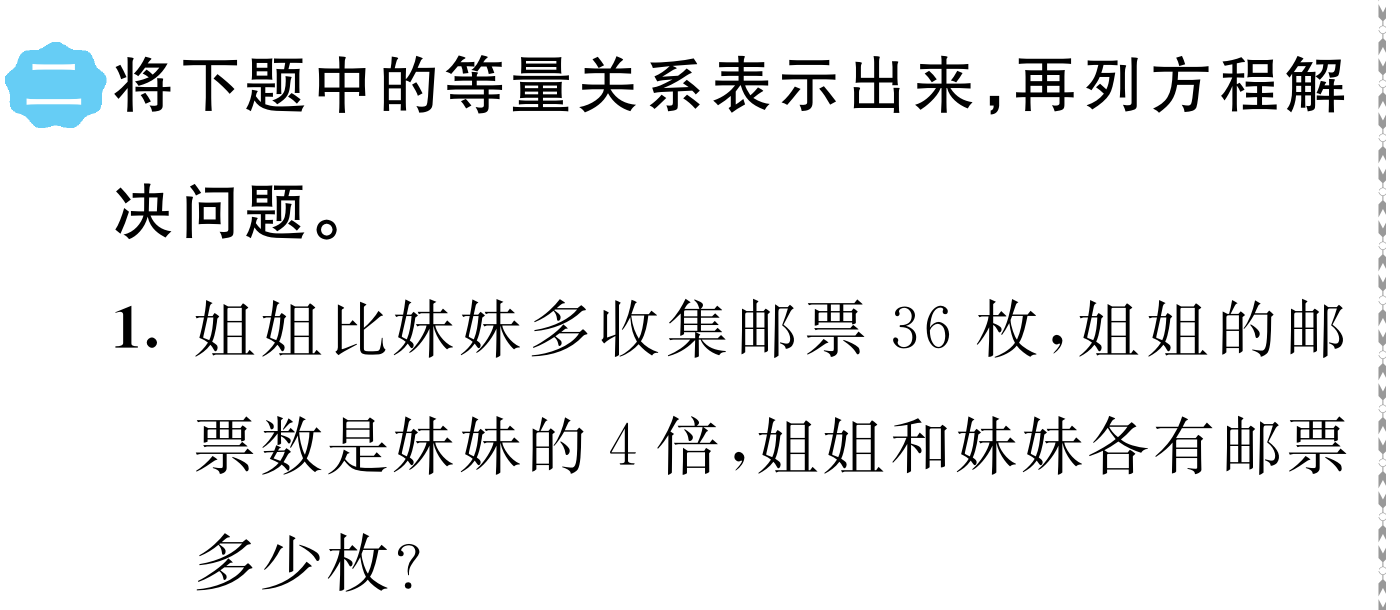 二 将下题中的等量关系表示出来,再列方程解
决问题。
1. 姐姐比妹妹多收集邮票 36 枚,姐姐的邮
票数是妹妹的 4 倍,姐姐和妹妹各有邮票
多少枚?